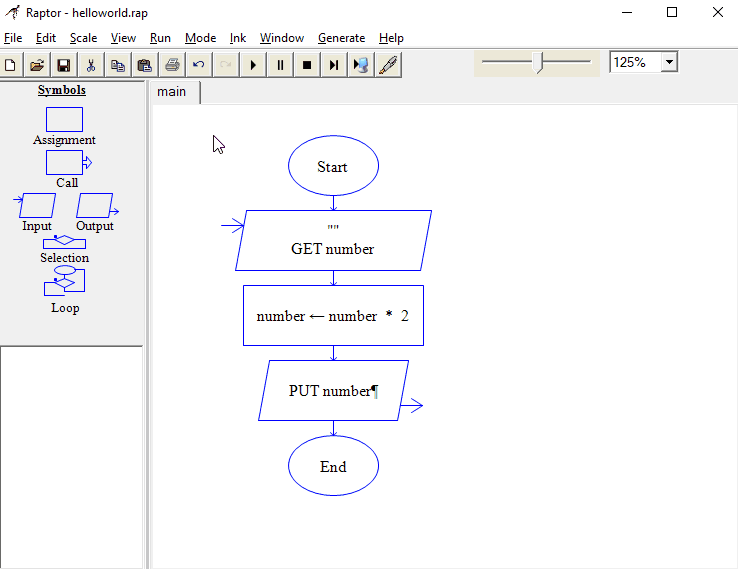 Raptor - helloworld.rap
File Edit Scale View Run Mode Ink Window Generate Help
125%
Symbols
Assignment
Call
Input Output
Selection
Loop
main
Start
""
GET number
number ← number * 2
PUT number¶
End